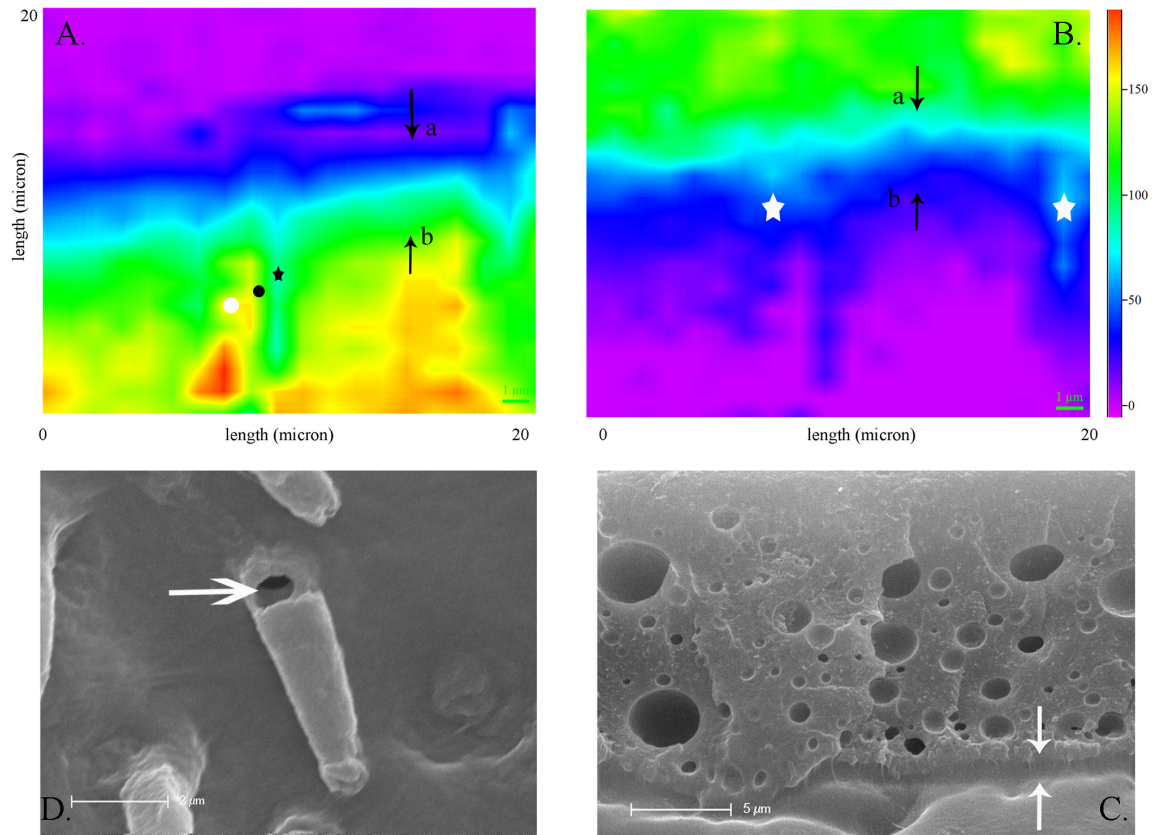 20
A.
B.
a
b
a
b
150
100
50
0
length (micron)
1 μm
1 μm
0
length (micron)
20
0
length (micron)
20
D.
2 μm
5 μm
C.